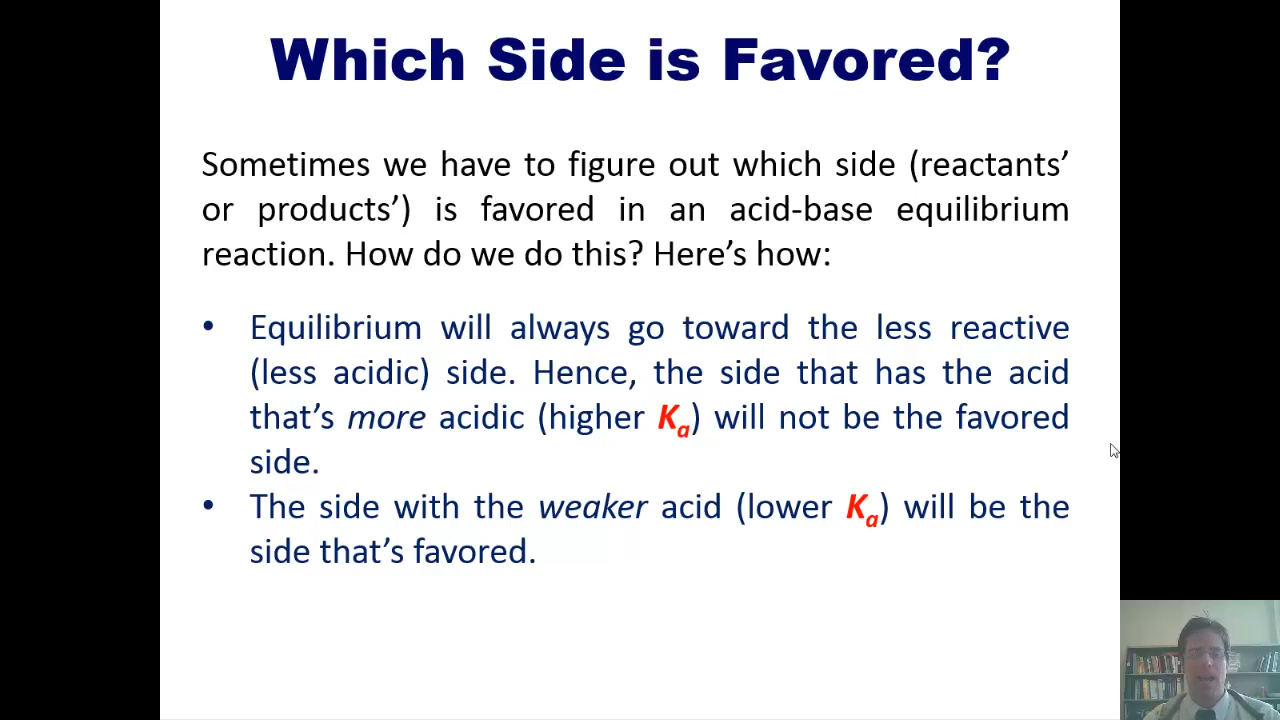 Which Side is Favored?
Sometimes we have to figure out which side (reactants’
or products’) is favored in an acid-base equilibrium
reaction. How do we do this? Here’s how:
• Equilibrium will always go toward the less reactive
(less acidic) side. Hence, the side that has the acid
that’s more acidic (higher Ka) will not be the favored
side.
• The side with the weaker acid (lower Ka) will be the
side that’s favored.